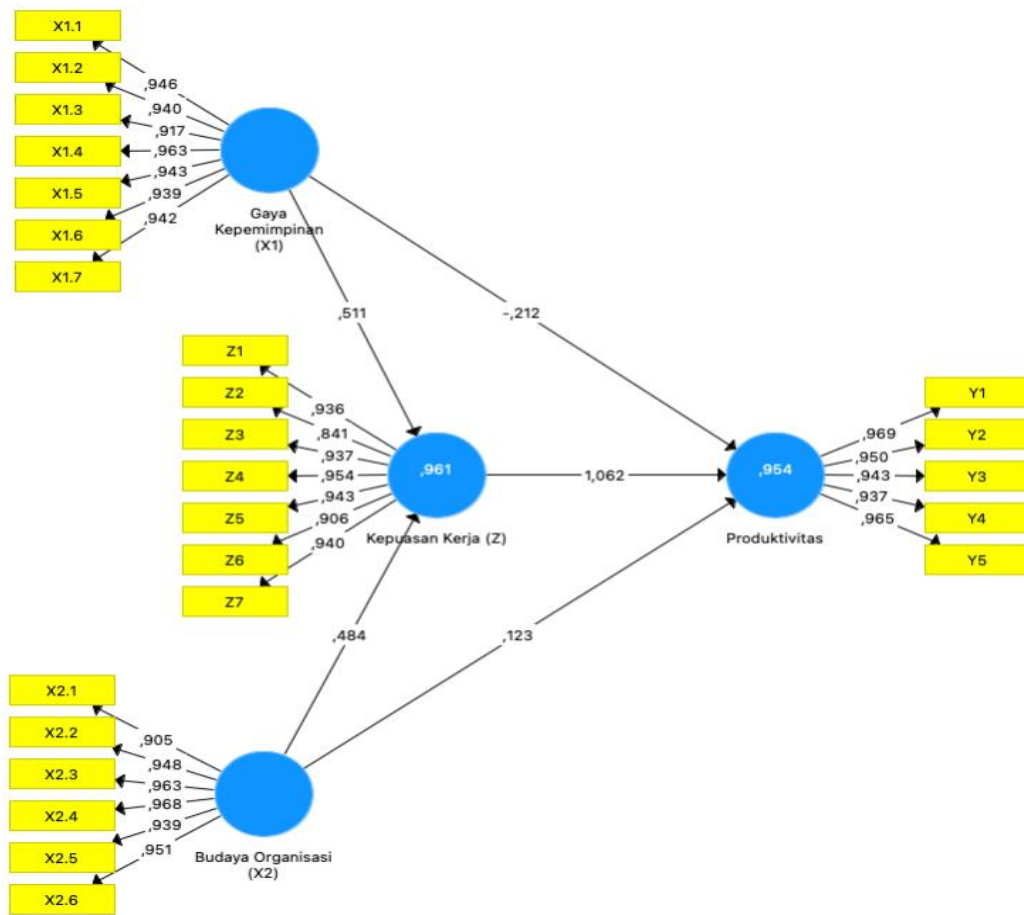 X1.1
X1.2
X1.3
X1.4
X1.5
X1.6
X1.7
,946
,940
,917
,963
,943
,939
,942
Gaya
Kepemimpinan
(X1)
,511
-,212
Z1
Z2
Z3
Z4
Z5
Z6
Z7
,936
,841
,937
,954
,943
,906
,940
,961
Kepuasan Kerja (Z)
1,062
,954
Produktivitas
,969
,950
,943
,937
,965
Y1
Y2
Y3
Y4
Y5
,484
,123
X2.1
X2.2
X2.3
X2.4
X2.5
X2.6
,905
,948
,963
,968
,939
,951
Budaya Organisasi
(X2)